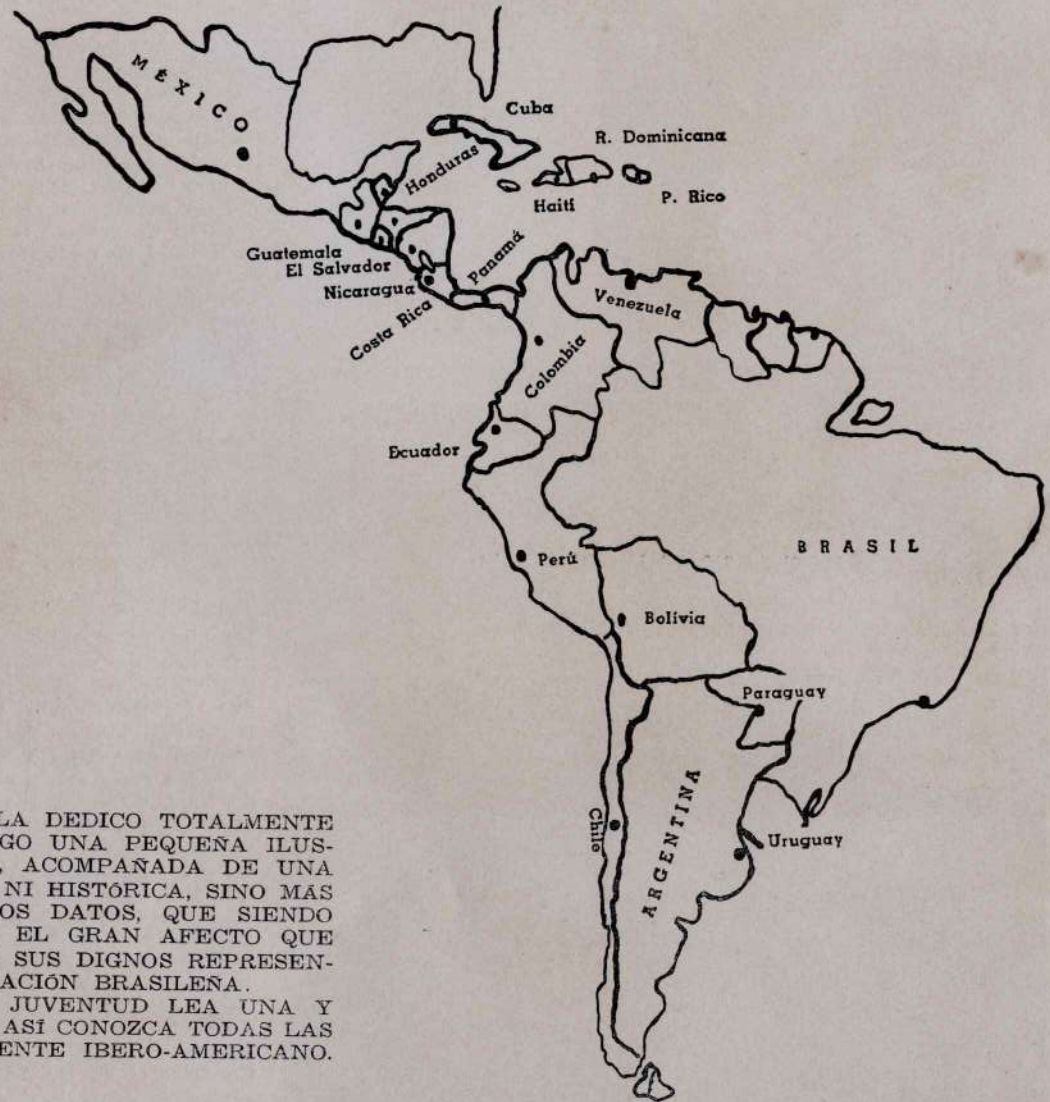 MÉXICO
Cuba
R. Dominicana
Honduras
Haití
P. Rico
Guatemala
El Salvador
Panamá
Nicaragua
Venezuela
Costa Rica
Colombia
Ecuador
BRASIL
Perú
Bolívia
Paraguay
ARGENTINA
Chile
Uruguay
LA DEDICO TOTALMENTE
GO UNA PEQUEÑA ILUS-
, ACOMPAÑADA DE UNA
NI HISTÓRICA, SINO MÁS
OS DATOS, QUE SIENDO
EL GRAN AFECTO QUE
SUS DIGNOS REPRESEN-
ACIÓN BRASILEÑA.
JUVENTUD LEA UNA Y
ASÍ CONOZCA TODAS LAS
ENTE IBERO-AMERICANO.